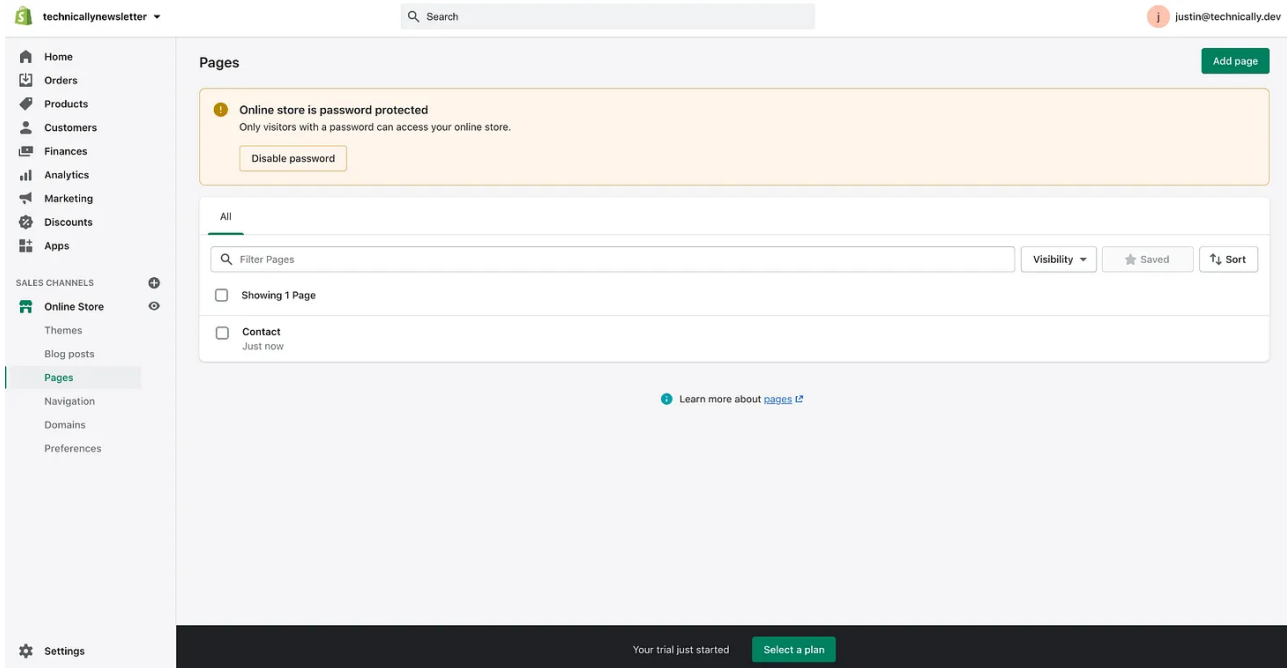 technicallynewsletter
Search
j
justin@technically.dev
Home
Orders
Products
Customers
Finances
Analytics
Marketing
Discounts
Apps
SALES CHANNELS
Online Store
Themes
Blog posts
Pages
Navigation
Domains
Preferences
Settings
Pages
Add page
Online store is password protected
Only visitors with a password can access your online store.
Disable password
All
Filter Pages
Visibility
Saved
Sort
Showing 1 Page
Contact
Just now
Learn more about pages
Your trial just started
Select a plan